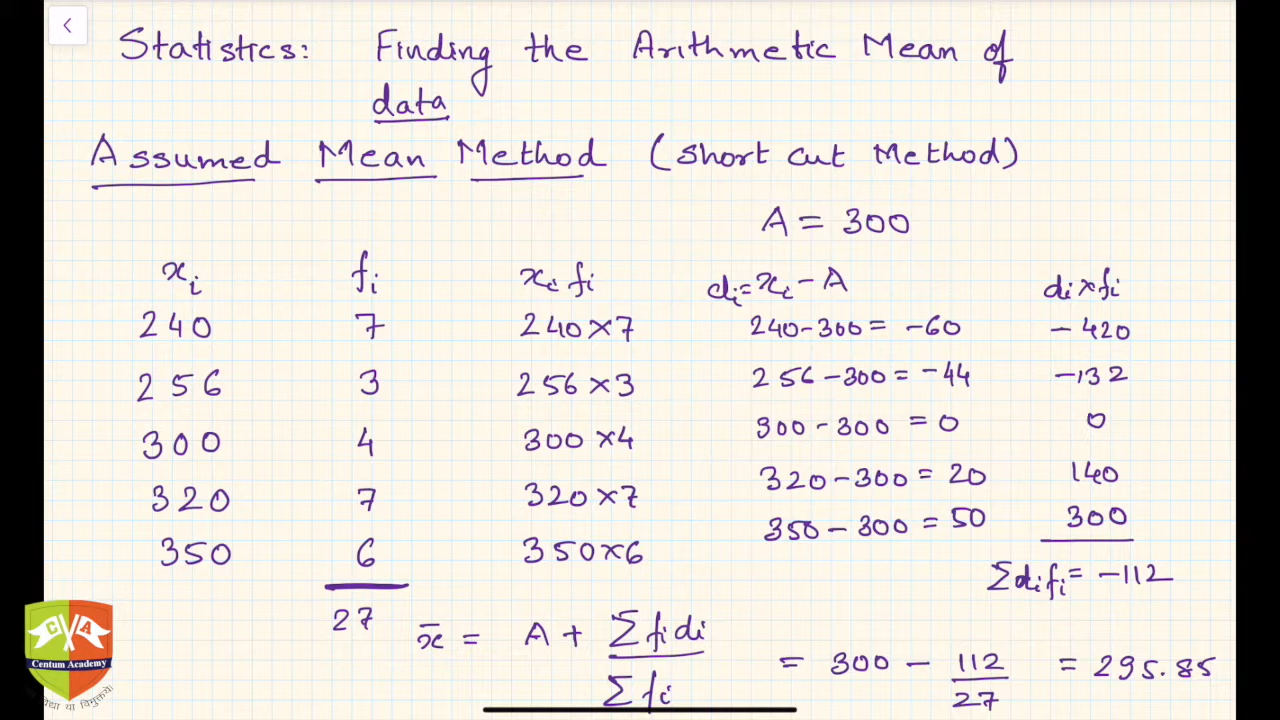 Statistics: Finding the Arithmetic Mean of
data
Assumed Mean Method (short cut Method)
A = 300
xi fi xi fi di = xi - A di x fi
240 7 240×7 240-300 = -60 -420
256 3 256×3 256-300 = -44 -132
300 4 300×4 300-300 = 0 0
320 7 320×7 320-300 = 20 140
350 6 350×6 350-300 = 50 300
Σdifi = -112
27
x̄ = A + Σfidi / Σfi = 300 - 112/27 = 295.85
CA
Centum Academy